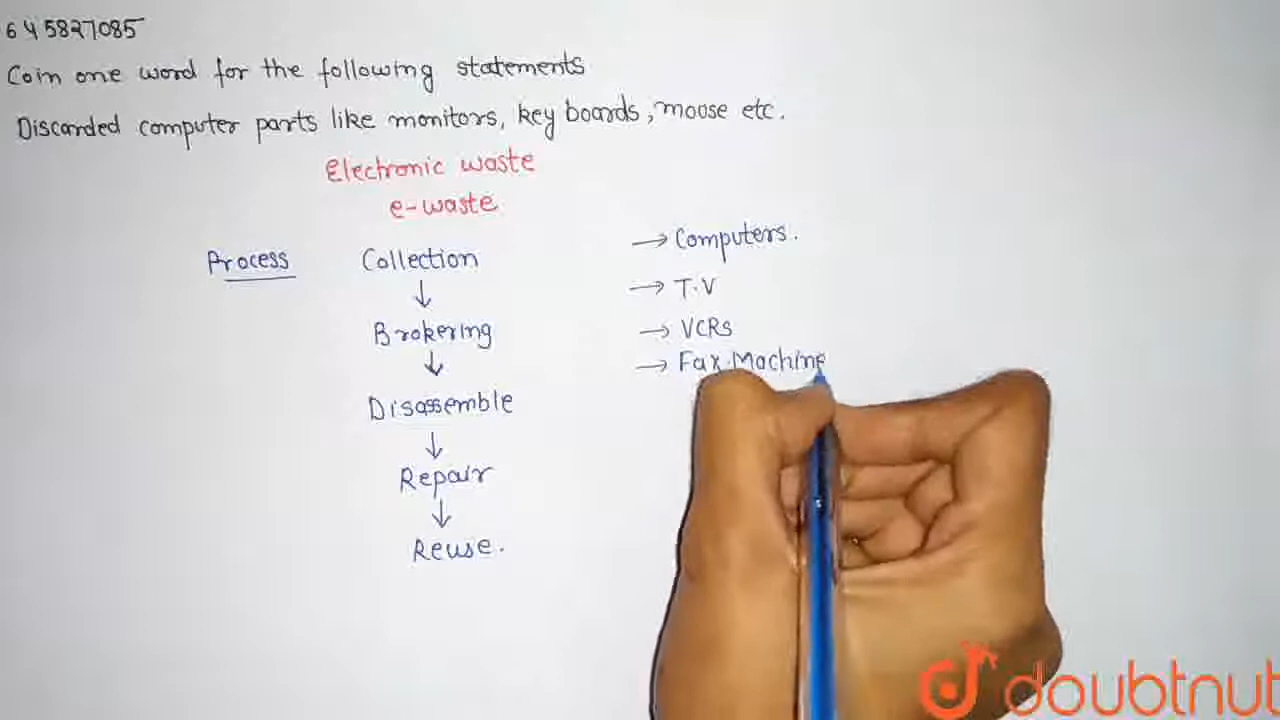 645827085
Coin one word for the following statements
Discarded computer parts like monitors, key boards, moose etc.
Electronic waste
e-waste
Process
Collection
↓
Brokering
↓
Disassemble
↓
Repair
↓
Reuse.
→ Computers.
→ T.V
→ VCRs
→ Fax.Machine
doubtnut